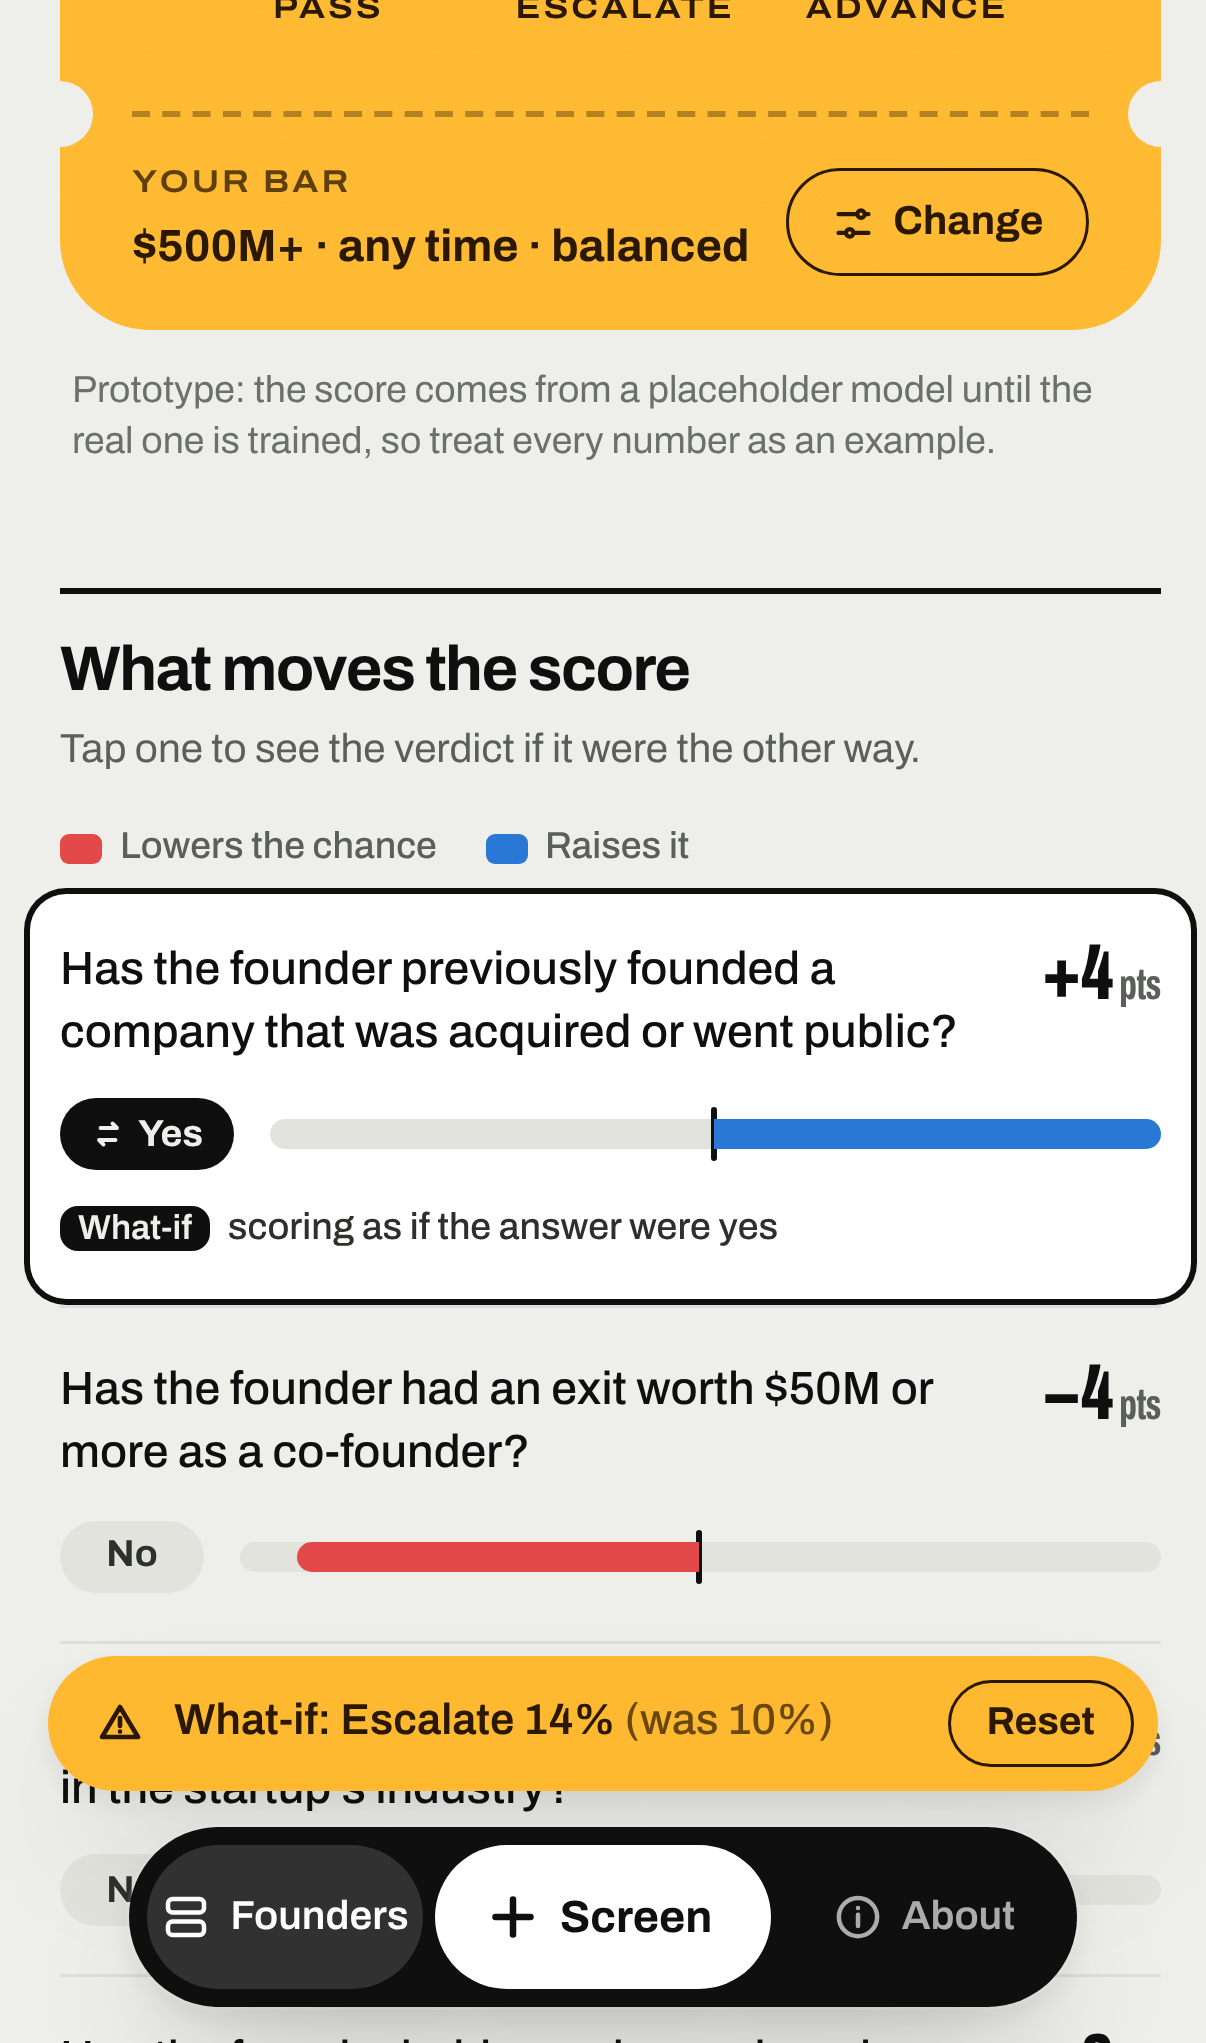 PASS ESCALATE ADVANCE
YOUR BAR
$500M+ · any time · balanced
Change
Prototype: the score comes from a placeholder model until the
real one is trained, so treat every number as an example.
What moves the score
Tap one to see the verdict if it were the other way.
Lowers the chance Raises it
Has the founder previously founded a
company that was acquired or went public?
+4 pts
Yes
What-if scoring as if the answer were yes
Has the founder had an exit worth $50M or
more as a co-founder?
−4 pts
No
What-if: Escalate 14% (was 10%) Reset
in the startup's industry?
Founders Screen About